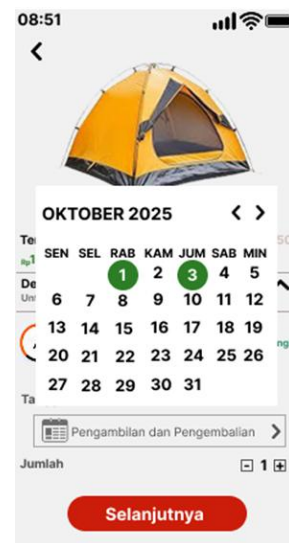 08:51
OKTOBER 2025
SEN SEL RAB KAM JUM SAB MIN
1 2 3 4 5
6 7 8 9 10 11 12
13 14 15 16 17 18 19
20 21 22 23 24 25 26
27 28 29 30 31
Pengambilan dan Pengembalian
Jumlah
1
Selanjutnya